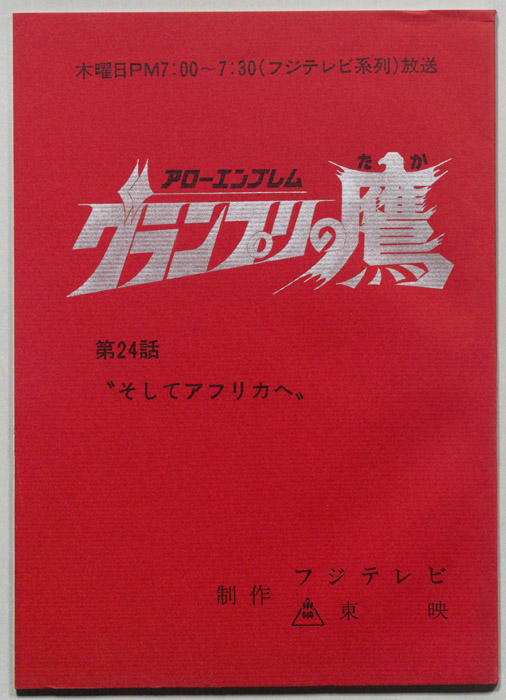 木曜日PM7:00〜7:30(フジテレビ系列)放送
アローエンブレム
たか
グランプリの鷹
第24話
〝そしてアフリカへ〟
制作 フジテレビ
東映